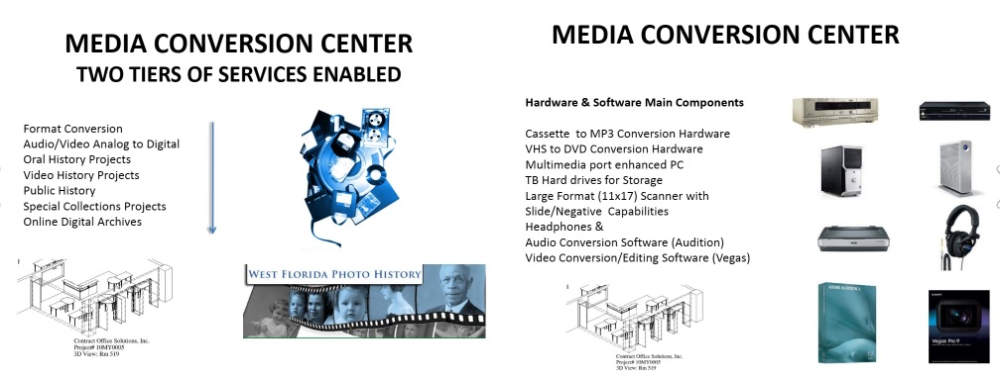 MEDIA CONVERSION CENTER
TWO TIERS OF SERVICES ENABLED
Format Conversion
Audio/Video Analog to Digital
Oral History Projects
Video History Projects
Public History
Special Collections Projects
Online Digital Archives
WEST FLORIDA PHOTO HISTORY
Contract Office Solutions, Inc.
Project# 10MY0005
3D View: Rm 519
MEDIA CONVERSION CENTER
Hardware & Software Main Components
Cassette to MP3 Conversion Hardware
VHS to DVD Conversion Hardware
Multimedia port enhanced PC
TB Hard drives for Storage
Large Format (11x17) Scanner with
Slide/Negative Capabilities
Headphones &
Audio Conversion Software (Audition)
Video Conversion/Editing Software (Vegas)
ADOBE AUDITION 3
Vegas Pro 9
Contract Office Solutions, Inc.
Project# 10MY0005
3D View: Rm 519